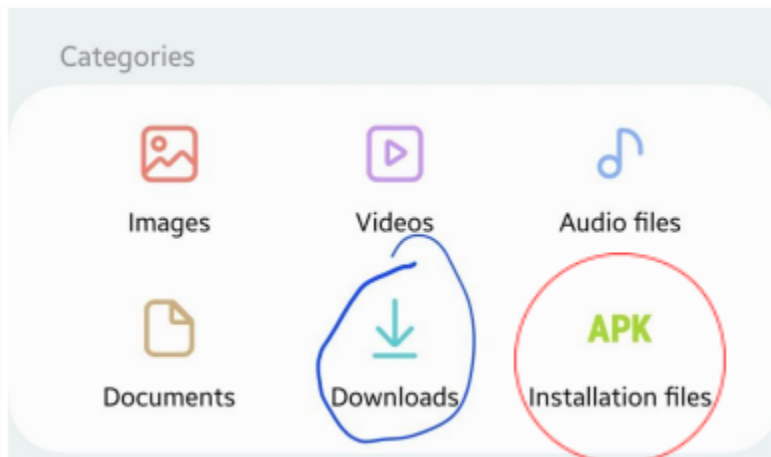 Categories
Images Videos Audio files
APK
Documents Downloads Installation files